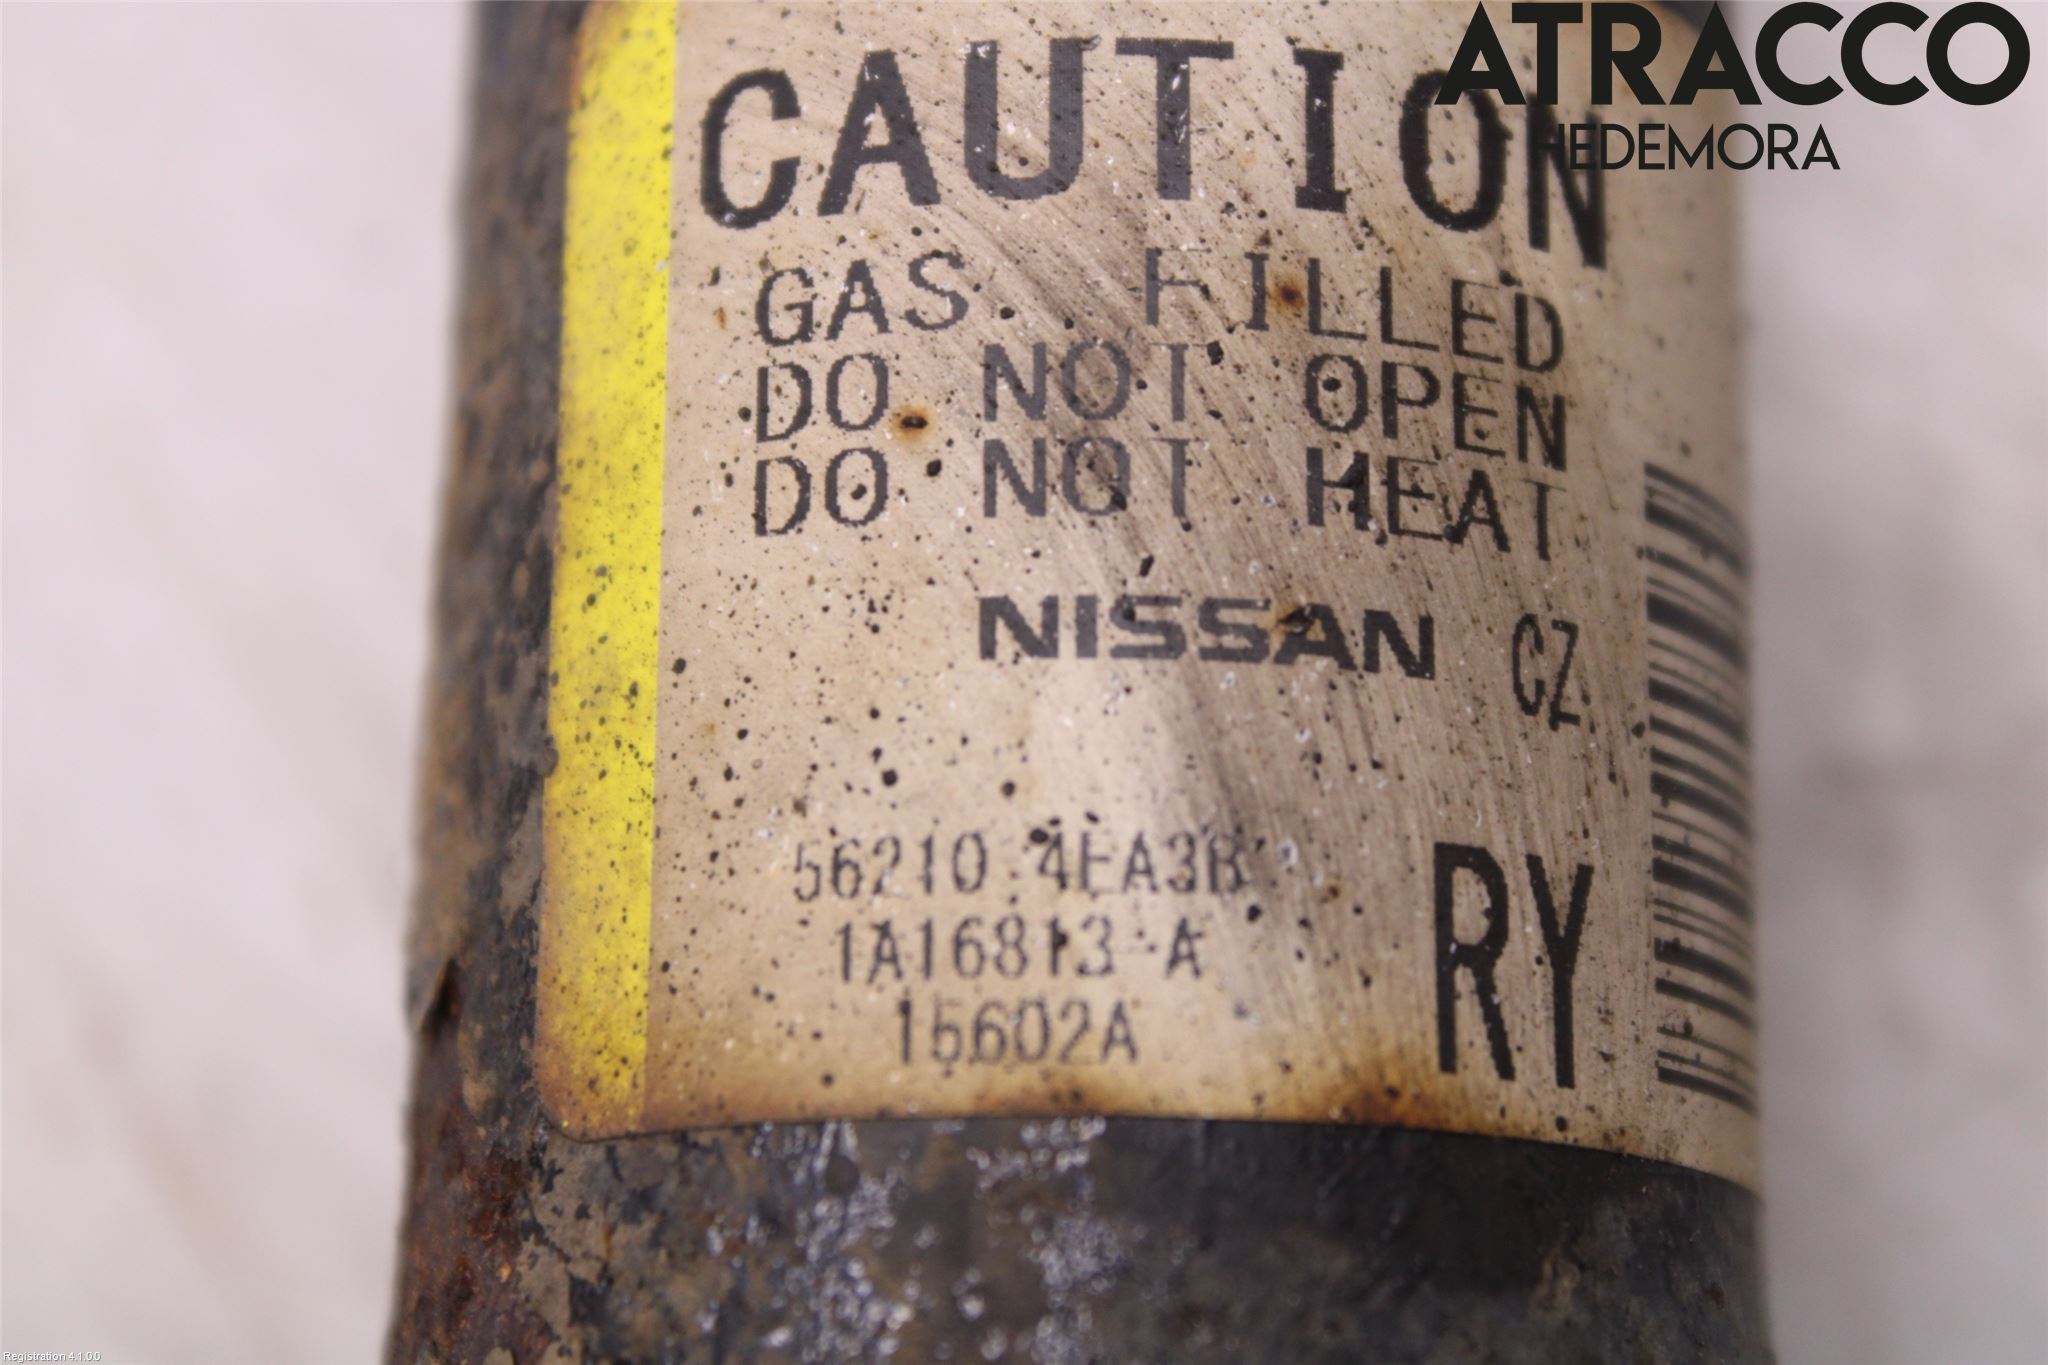 ATRACCO
HEDEMORA
CAUTION
GAS FILLED
DO NOT OPEN
DO NOT HEAT
NISSAN CZ
56210 4EA3B
1A16813-A
15602A
RY
Registration 4.1.0.0